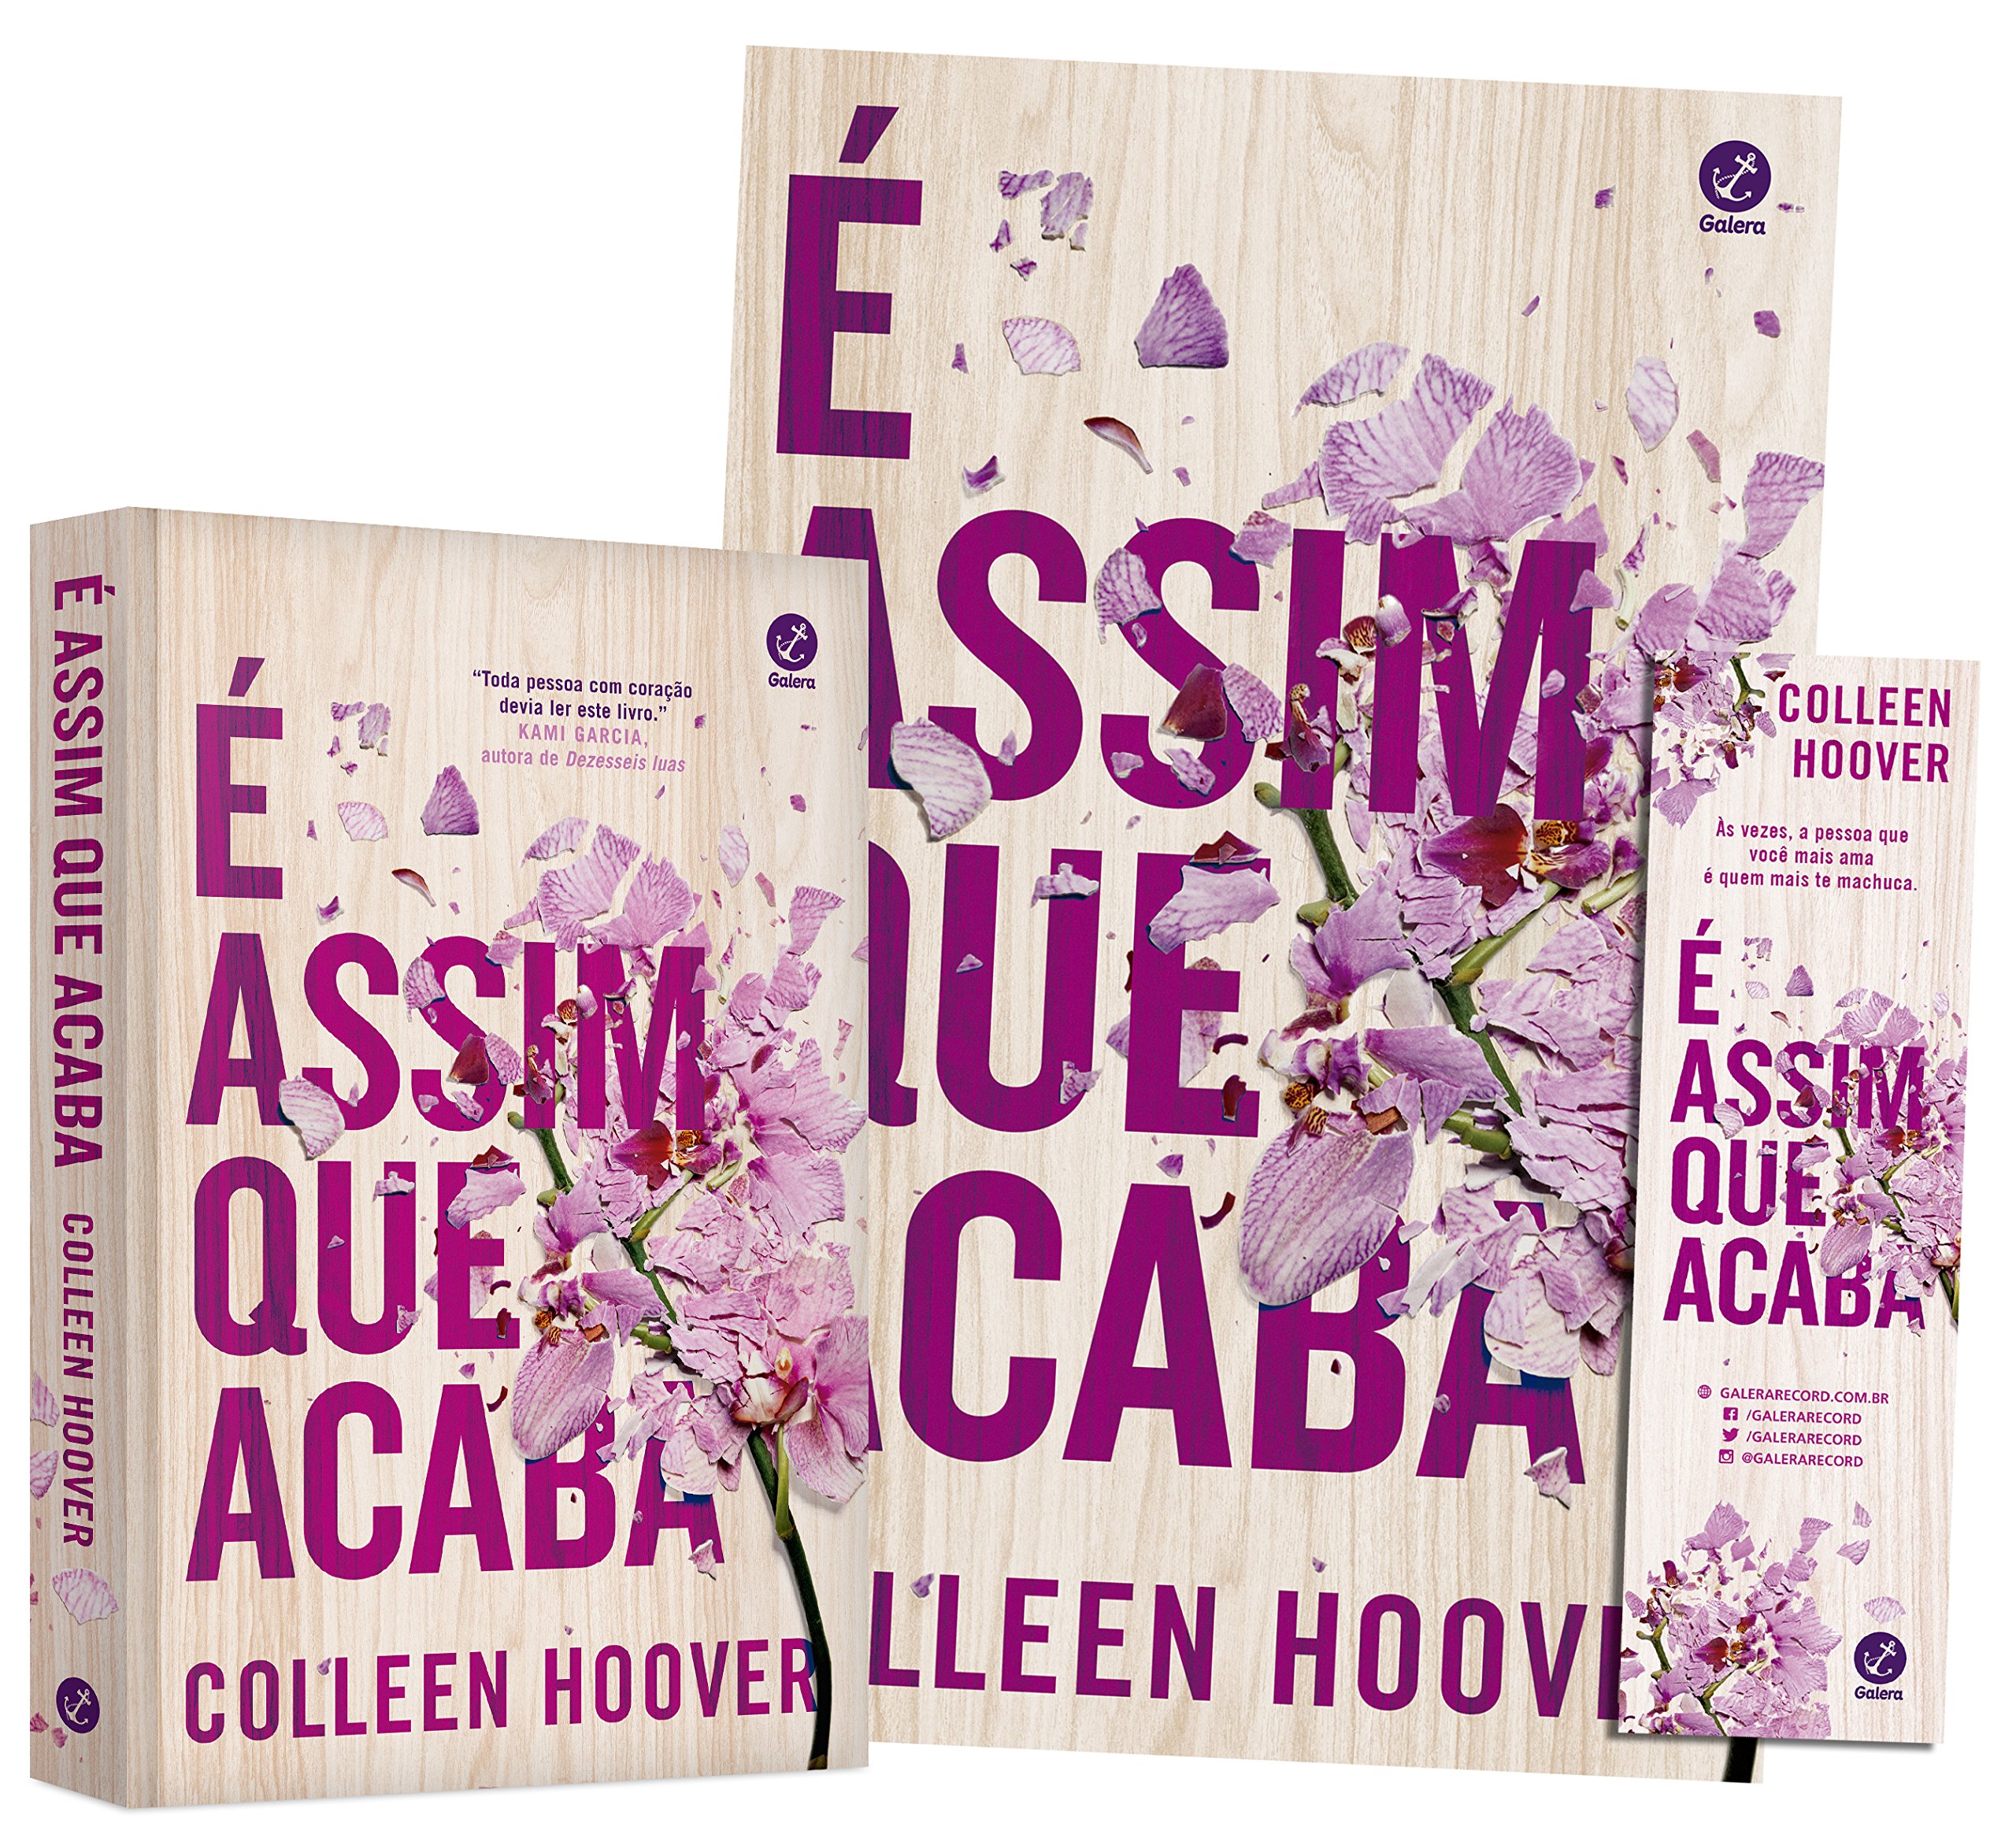 É ASSIM QUE ACABA COLLEEN HOOVER
“Toda pessoa com coração
devia ler este livro.”
KAMI GARCIA,
autora de Dezesseis luas
Galera
É
ASSIM
QUE
ACABA
COLLEEN HOOVER
Galera
É
ASSIM
QUE
ACABA
COLLEEN HOOVER
COLLEEN
HOOVER
Às vezes, a pessoa que
você mais ama
é quem mais te machuca.
É
ASSIM
QUE
ACABA
GALERARECORD.COM.BR
/GALERARECORD
/GALERARECORD
@GALERARECORD
Galera